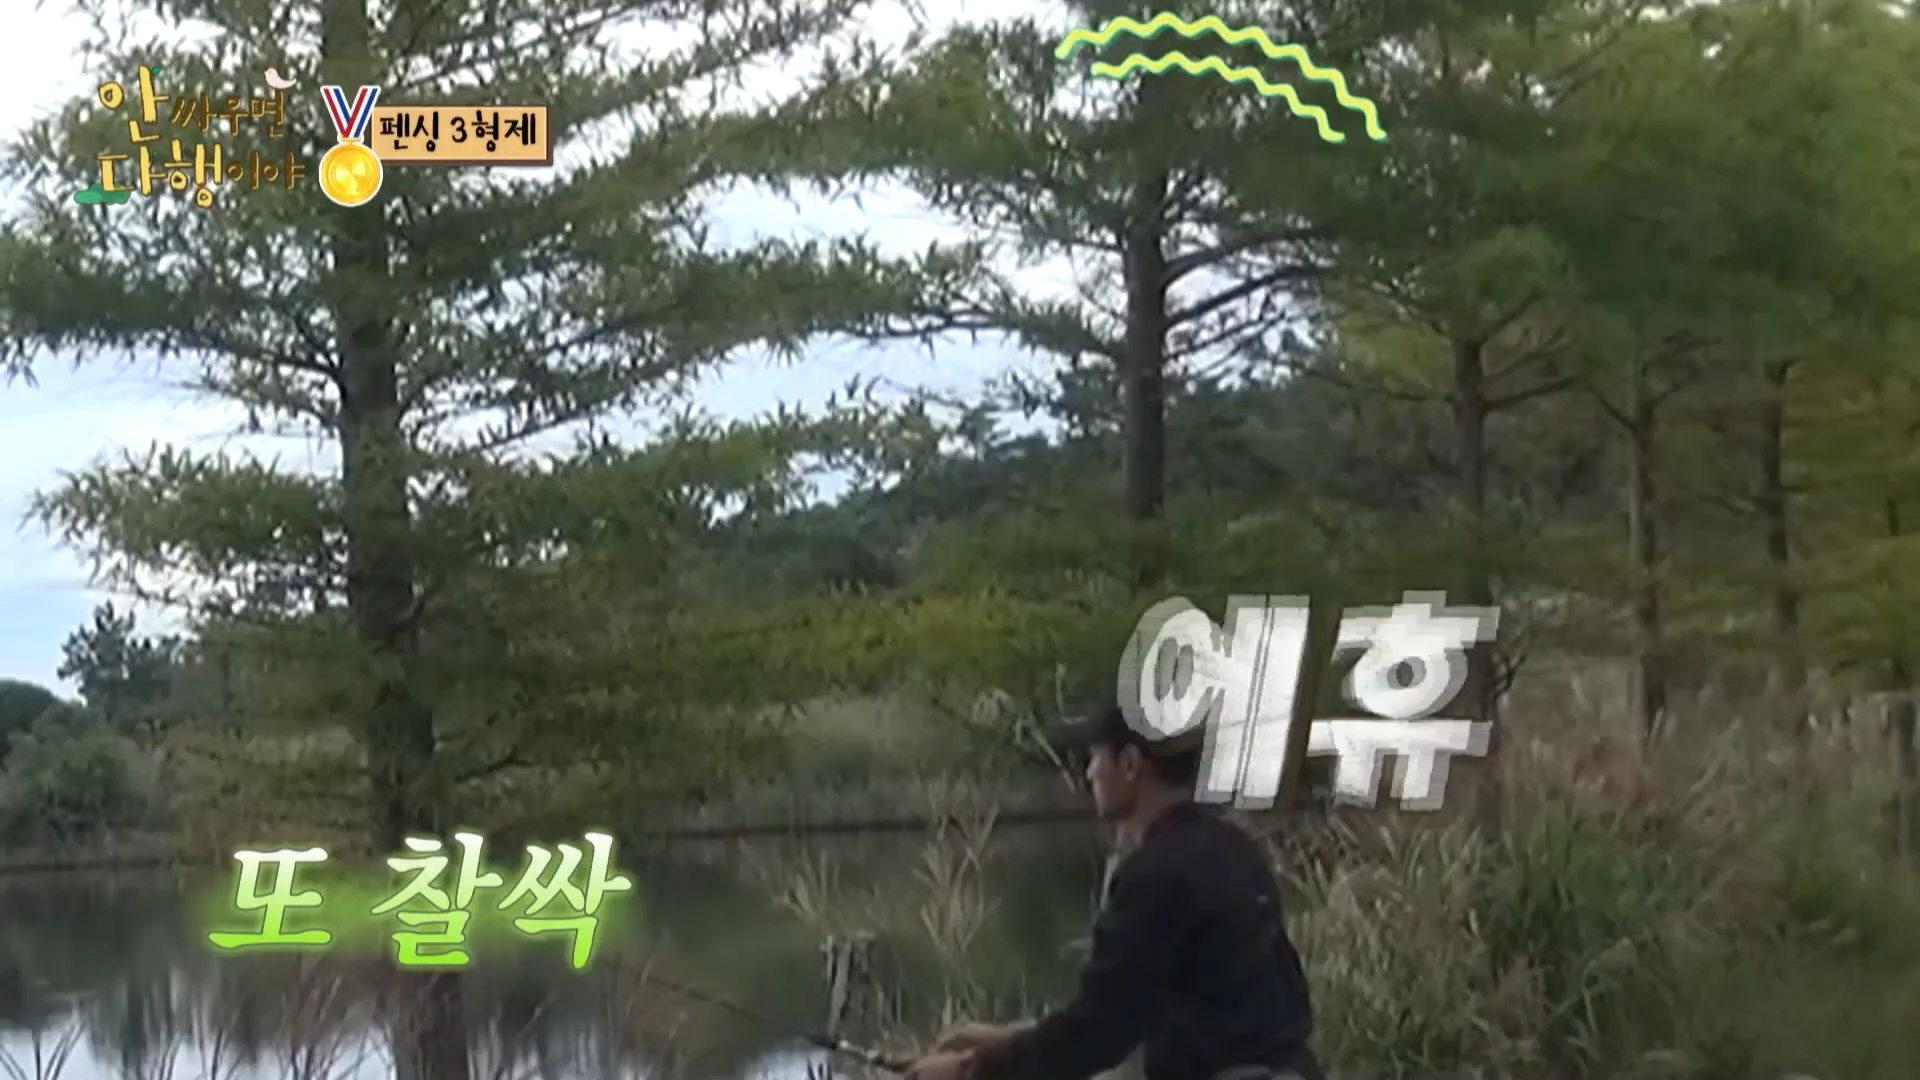 안싸우면
다행이야
펜싱 3형제
에휴
또 찰싹